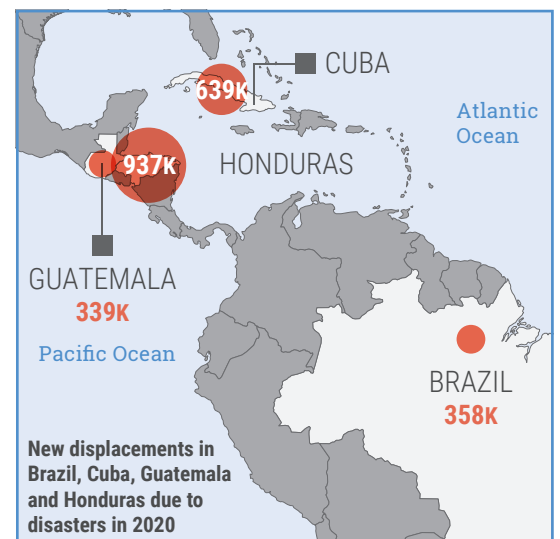 CUBA
639K
Atlantic
Ocean
937K
HONDURAS
GUATEMALA
339K
Pacific Ocean
BRAZIL
358K
New displacements in
Brazil, Cuba, Guatemala
and Honduras due to
disasters in 2020